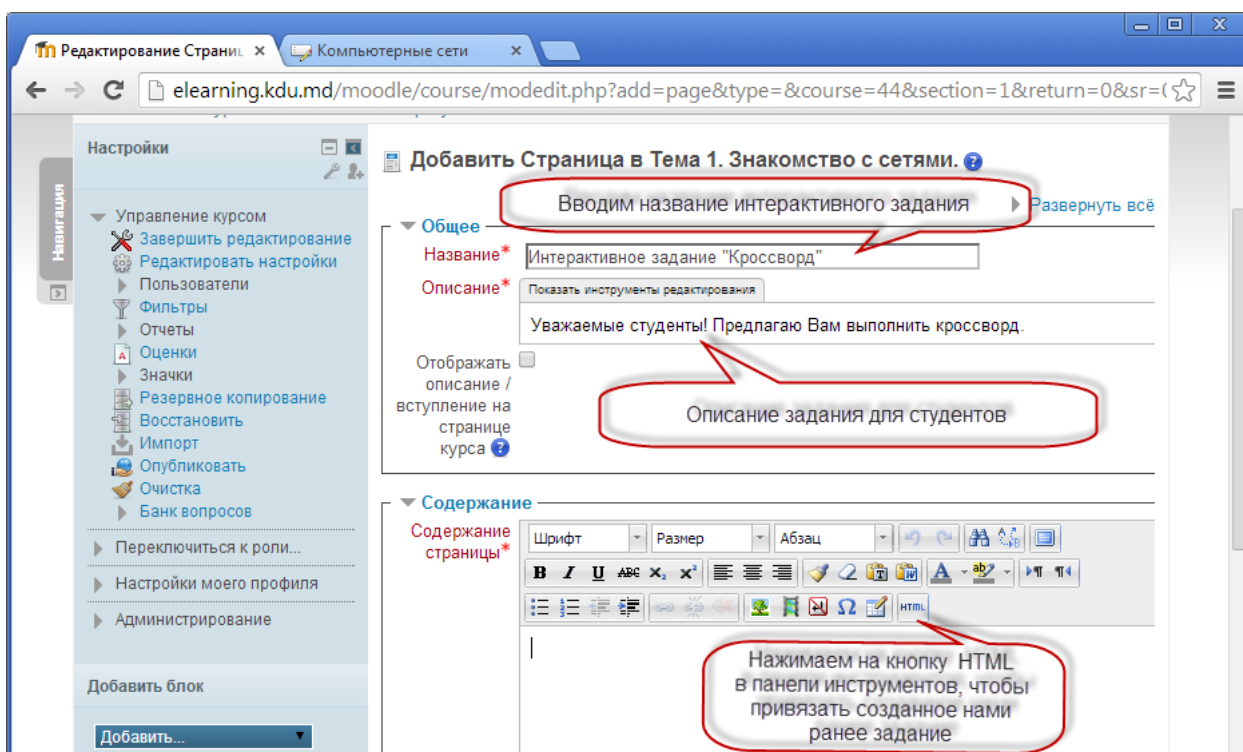 Редактирование Страниц
Компьютерные сети
elearning.kdu.md/moodle/course/modedit.php?add=page&type=&course=44&section=1&return=0&sr=(
Навигация
Настройки
Управление курсом
Завершить редактирование
Редактировать настройки
Пользователи
Фильтры
Отчеты
Оценки
Значки
Резервное копирование
Восстановить
Импорт
Опубликовать
Очистка
Банк вопросов
Переключиться к роли...
Настройки моего профиля
Администрирование
Добавить блок
Добавить...
Добавить Страница в Тема 1. Знакомство с сетями.
Вводим название интерактивного задания
Развернуть всё
Общее
Название*
Интерактивное задание "Кроссворд"
Описание*
Показать инструменты редактирования
Уважаемые студенты! Предлагаю Вам выполнить кроссворд.
Отображать
описание /
вступление на
странице
курса
Описание задания для студентов
Содержание
Содержание
страницы*
Шрифт
Размер
Абзац
HTML
Нажимаем на кнопку HTML
в панели инструментов, чтобы
привязать созданное нами
ранее задание